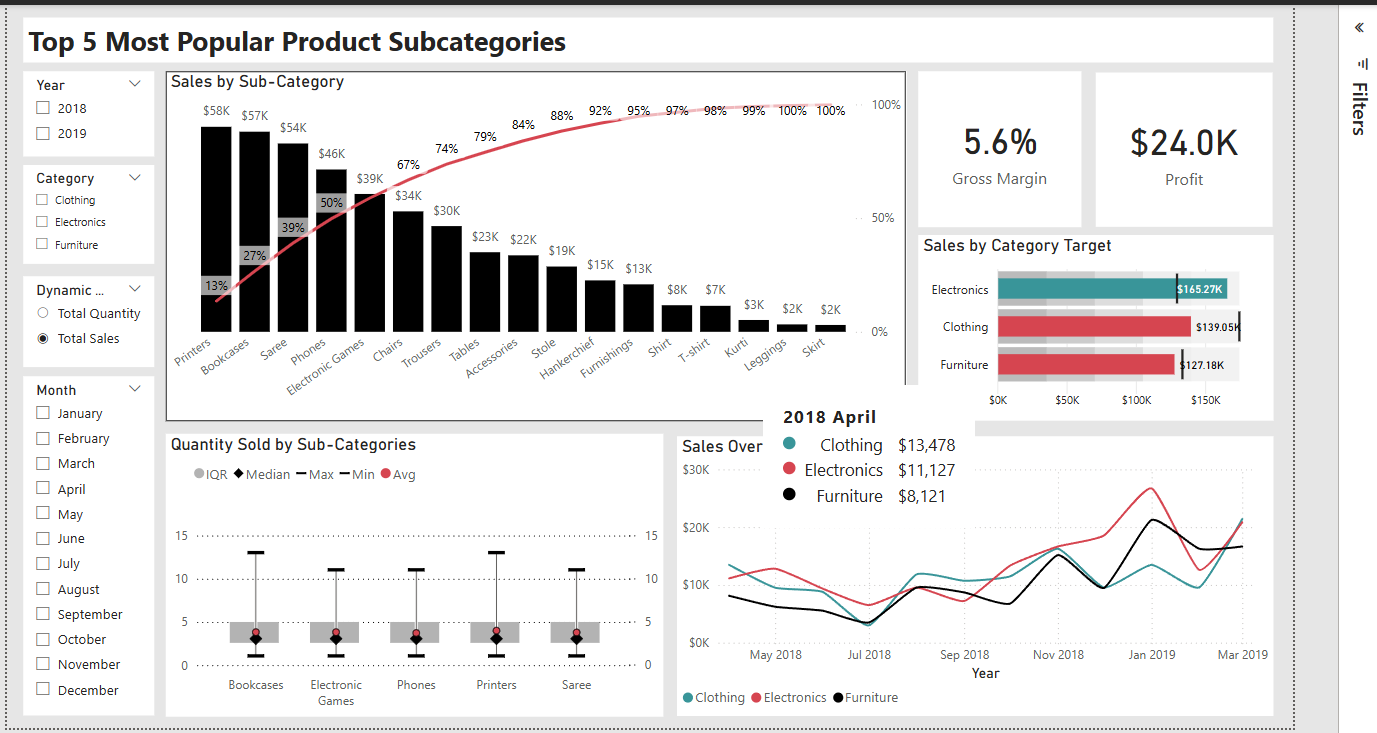 Top 5 Most Popular Product Subcategories
Year
2018
2019
Category
Clothing
Electronics
Furniture
Dynamic ...
Total Quantity
Total Sales
Month
January
February
March
April
May
June
July
August
September
October
November
December
Sales by Sub-Category
$58K $57K $54K $46K $39K $34K $30K $23K $22K $19K $15K $13K $8K $7K $3K $2K $2K
13% 27% 39% 50% 67% 74% 79% 84% 88% 92% 95% 97% 98% 99% 100% 100%
100%
50%
0%
Printers Bookcases Saree Phones Electronic Games Chairs Trousers Tables Accessories Stole Hankerchief Furnishings Shirt T-shirt Kurti Leggings Skirt
5.6%
Gross Margin
$24.0K
Profit
Sales by Category Target
Electronics $165.27K
Clothing $139.05K
Furniture $127.18K
$0K $50K $100K $150K
Quantity Sold by Sub-Categories
IQR Median Max Min Avg
15 15
10 10
5 5
0 0
Bookcases Electronic Games Phones Printers Saree
Sales Over
2018 April
Clothing $13,478
Electronics $11,127
Furniture $8,121
$30K
$20K
$10K
$0K
May 2018 Jul 2018 Sep 2018 Nov 2018 Jan 2019 Mar 2019
Year
Clothing Electronics Furniture
Filters